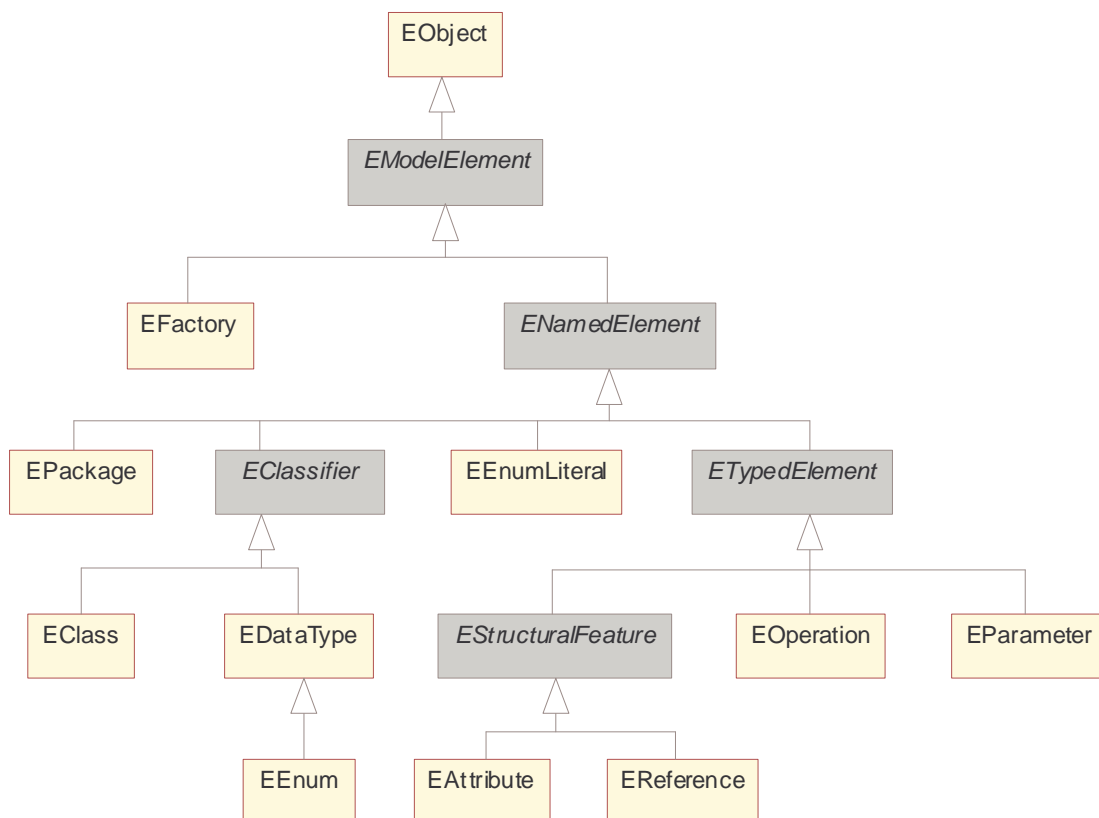 EObject
EModelElement
EFactory
ENamedElement
EPackage
EClassifier
EEnumLiteral
ETypedElement
EClass
EDataType
EStructuralFeature
EOperation
EParameter
EEnum
EAttribute
EReference